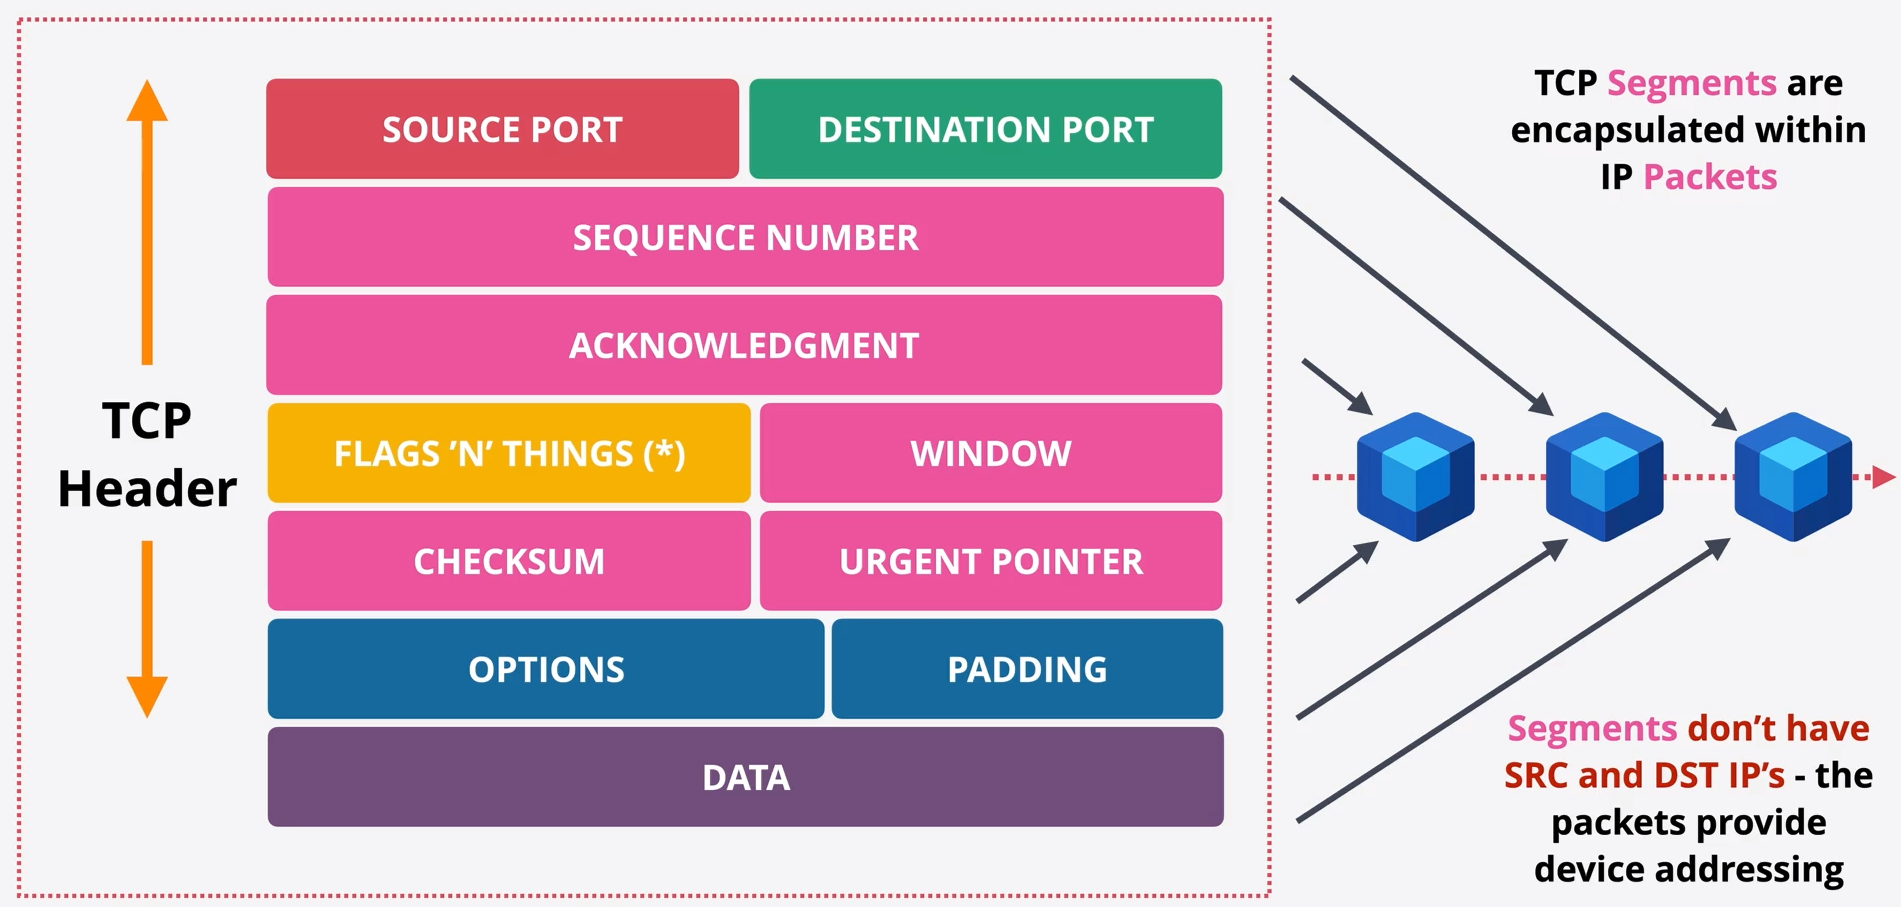 TCP
Header
SOURCE PORT
DESTINATION PORT
SEQUENCE NUMBER
ACKNOWLEDGMENT
FLAGS ’N’ THINGS (*)
WINDOW
CHECKSUM
URGENT POINTER
OPTIONS
PADDING
DATA
TCP Segments are
encapsulated within
IP Packets
Segments don’t have
SRC and DST IP’s - the
packets provide
device addressing